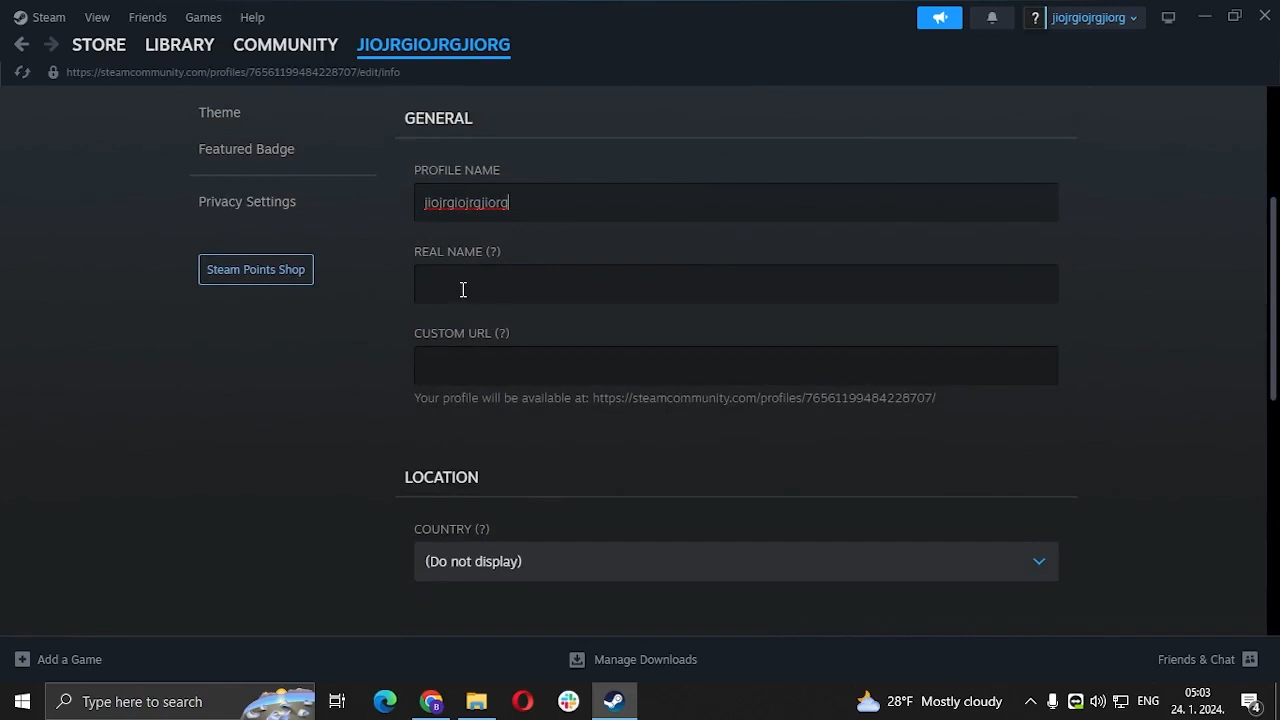 Steam View Friends Games Help
? jiojrgiojrgjiorg
STORE LIBRARY COMMUNITY JIOJRGIOJRGJIORG
https://steamcommunity.com/profiles/76561199484228707/edit/info
Theme
Featured Badge
Privacy Settings
Steam Points Shop
GENERAL
PROFILE NAME
jiojrgiojrgjiorg
REAL NAME (?)
CUSTOM URL (?)
Your profile will be available at: https://steamcommunity.com/profiles/76561199484228707/
LOCATION
COUNTRY (?)
(Do not display)
Add a Game
Manage Downloads
Friends & Chat
Type here to search
B
28°F Mostly cloudy
ENG
05:03
24. 1. 2024.
4